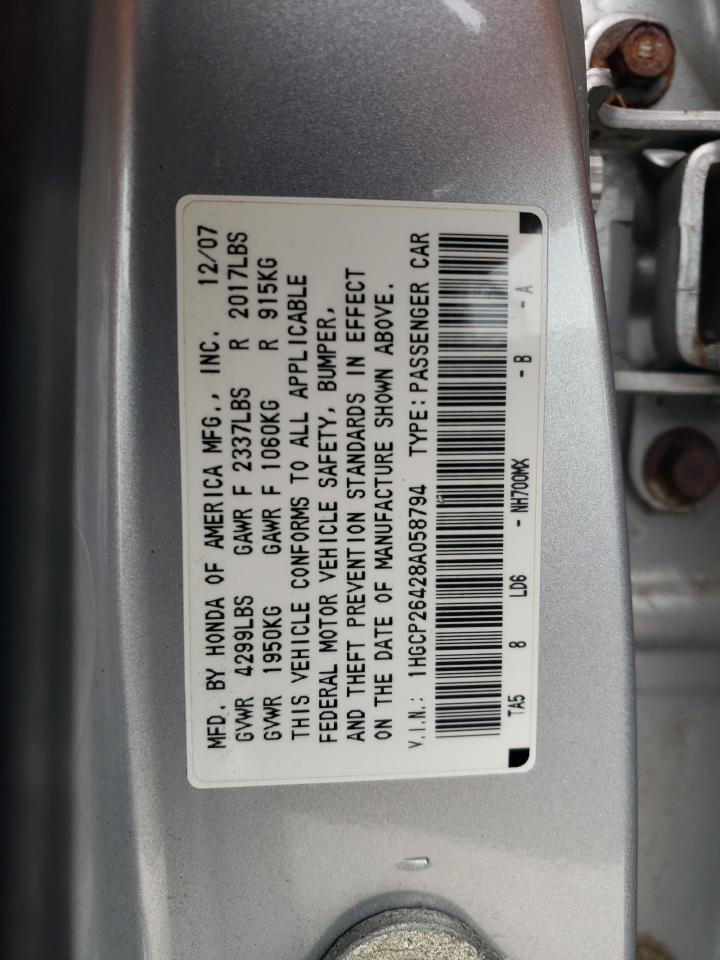 MFD. BY HONDA OF AMERICA MFG., INC. 12/07
GVWR 4299LBS GAWR F 2337LBS R 2017LBS
GVWR 1950KG GAWR F 1060KG R 915KG
THIS VEHICLE CONFORMS TO ALL APPLICABLE
FEDERAL MOTOR VEHICLE SAFETY, BUMPER,
AND THEFT PREVENTION STANDARDS IN EFFECT
ON THE DATE OF MANUFACTURE SHOWN ABOVE.
V.I.N.: 1HGCP26428A058794 TYPE: PASSENGER CAR
TA5 8 LD6 - NH700MX - B - A